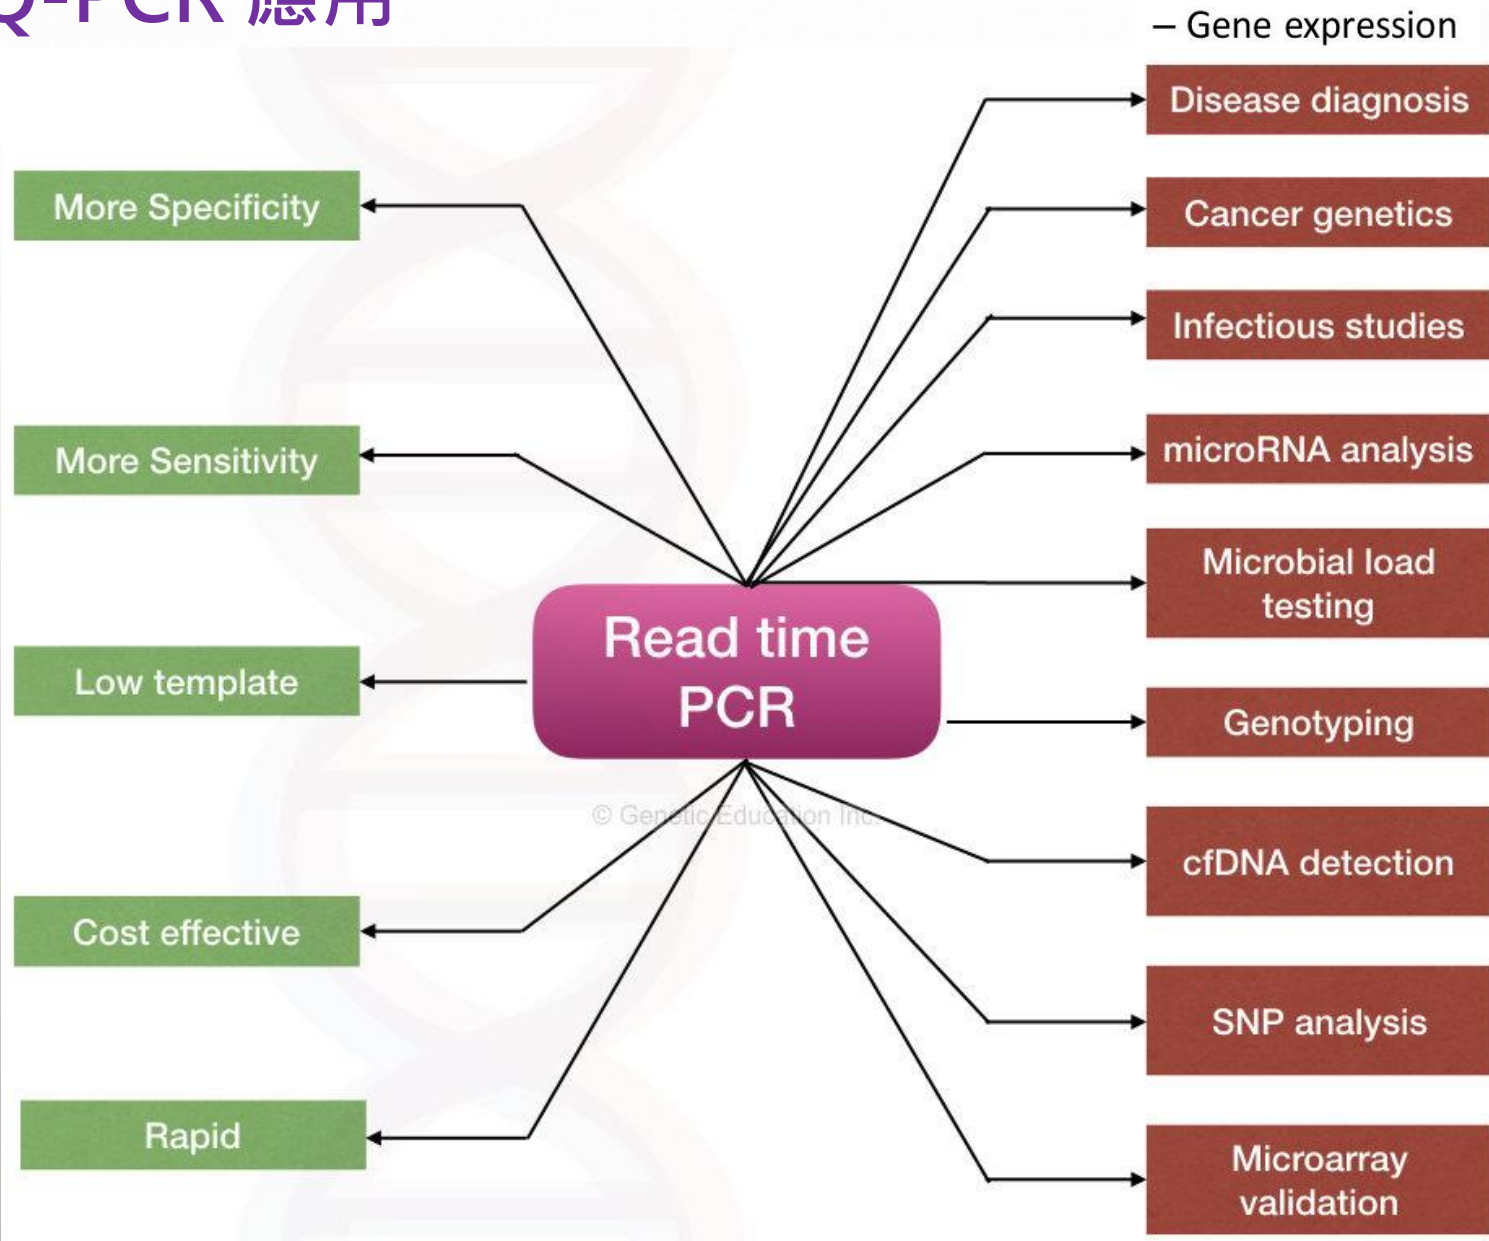 Q-PCR 應用
– Gene expression
Disease diagnosis
More Specificity
Cancer genetics
Infectious studies
More Sensitivity
microRNA analysis
Microbial load
testing
Read time
PCR
Low template
Genotyping
© Genetic Education Inc.
cfDNA detection
Cost effective
SNP analysis
Rapid
Microarray
validation